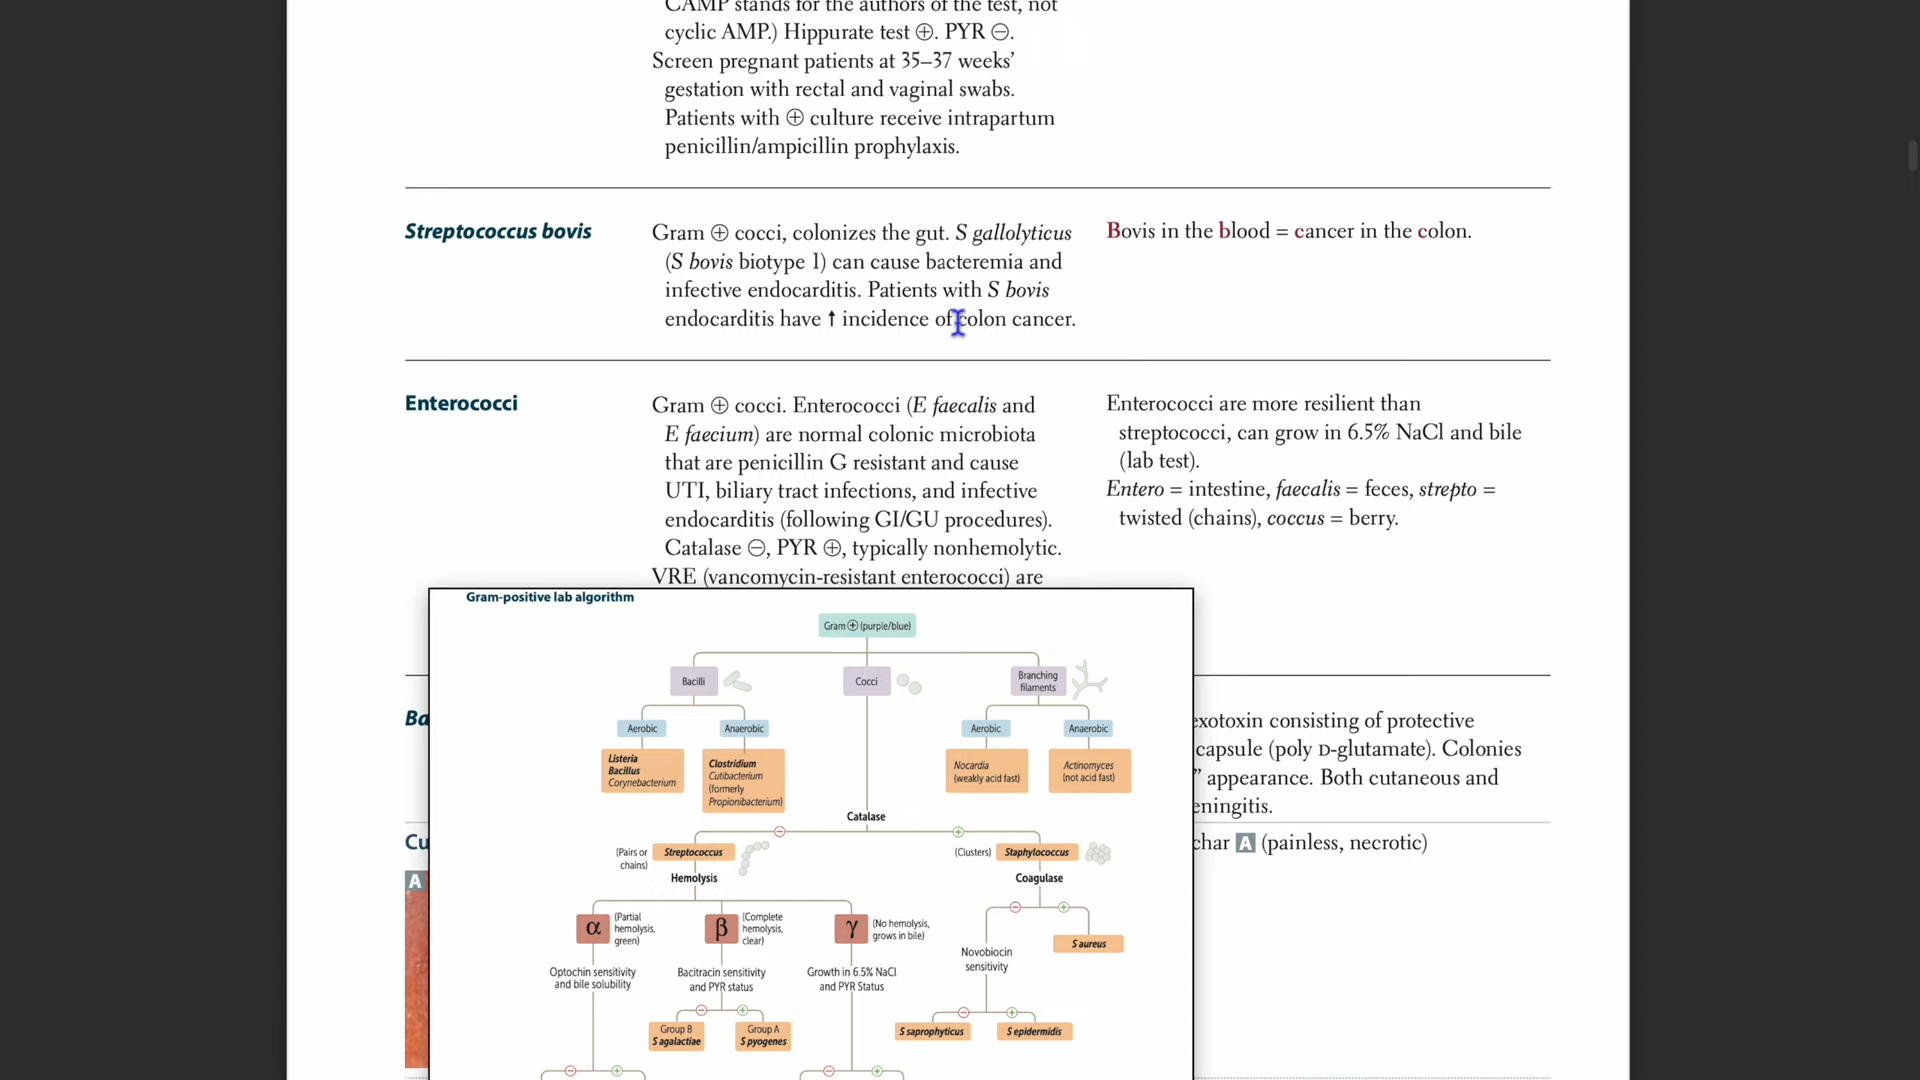 CAMP stands for the authors of the test, not
cyclic AMP.) Hippurate test ⊕. PYR ⊖.
Screen pregnant patients at 35–37 weeks’
gestation with rectal and vaginal swabs.
Patients with ⊕ culture receive intrapartum
penicillin/ampicillin prophylaxis.
Streptococcus bovis
Gram ⊕ cocci, colonizes the gut. S gallolyticus
(S bovis biotype 1) can cause bacteremia and
infective endocarditis. Patients with S bovis
endocarditis have ↑ incidence of colon cancer.
Bovis in the blood = cancer in the colon.
Enterococci
Gram ⊕ cocci. Enterococci (E faecalis and
E faecium) are normal colonic microbiota
that are penicillin G resistant and cause
UTI, biliary tract infections, and infective
endocarditis (following GI/GU procedures).
Catalase ⊖, PYR ⊕, typically nonhemolytic.
VRE (vancomycin-resistant enterococci) are
Enterococci are more resilient than
streptococci, can grow in 6.5% NaCl and bile
(lab test).
Entero = intestine, faecalis = feces, strepto =
twisted (chains), coccus = berry.
Ba
exotoxin consisting of protective
capsule (poly D-glutamate). Colonies
” appearance. Both cutaneous and
eningitis.
Cu
char A (painless, necrotic)
A
Gram-positive lab algorithm
Gram ⊕ (purple/blue)
Bacilli
Cocci
Branching
filaments
Aerobic
Anaerobic
Aerobic
Anaerobic
Listeria
Bacillus
Corynebacterium
Clostridium
Cutibacterium
(formerly
Propionibacterium)
Nocardia
(weakly acid fast)
Actinomyces
(not acid fast)
Catalase
⊖
⊕
(Pairs or
chains)
Streptococcus
(Clusters)
Staphylococcus
Hemolysis
Coagulase
⊖
⊕
α
(Partial
hemolysis,
green)
β
(Complete
hemolysis,
clear)
γ
(No hemolysis,
grows in bile)
S aureus
Novobiocin
sensitivity
Optochin sensitivity
and bile solubility
Bacitracin sensitivity
and PYR status
Growth in 6.5% NaCl
and PYR Status
⊖
⊕
⊖
⊕
Group B
S agalactiae
Group A
S pyogenes
S saprophyticus
S epidermidis
⊖
⊕
⊖
⊕